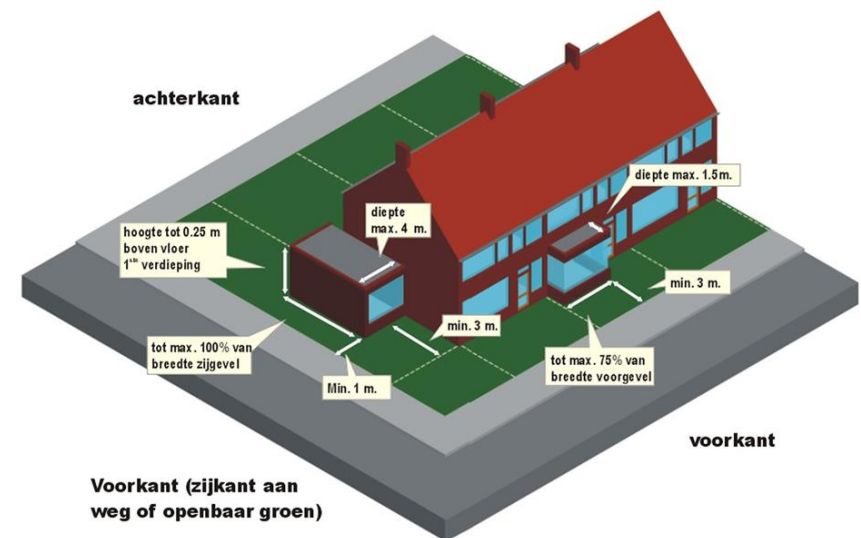 achterkant
diepte max. 1.5m.
diepte
max. 4 m.
hoogte tot 0.25 m
boven vloer
1ste verdieping
min. 3 m.
min. 3 m.
tot max. 100% van
breedte zijgevel
tot max. 75% van
breedte voorgevel
Min. 1 m.
voorkant
Voorkant (zijkant aan
weg of openbaar groen)